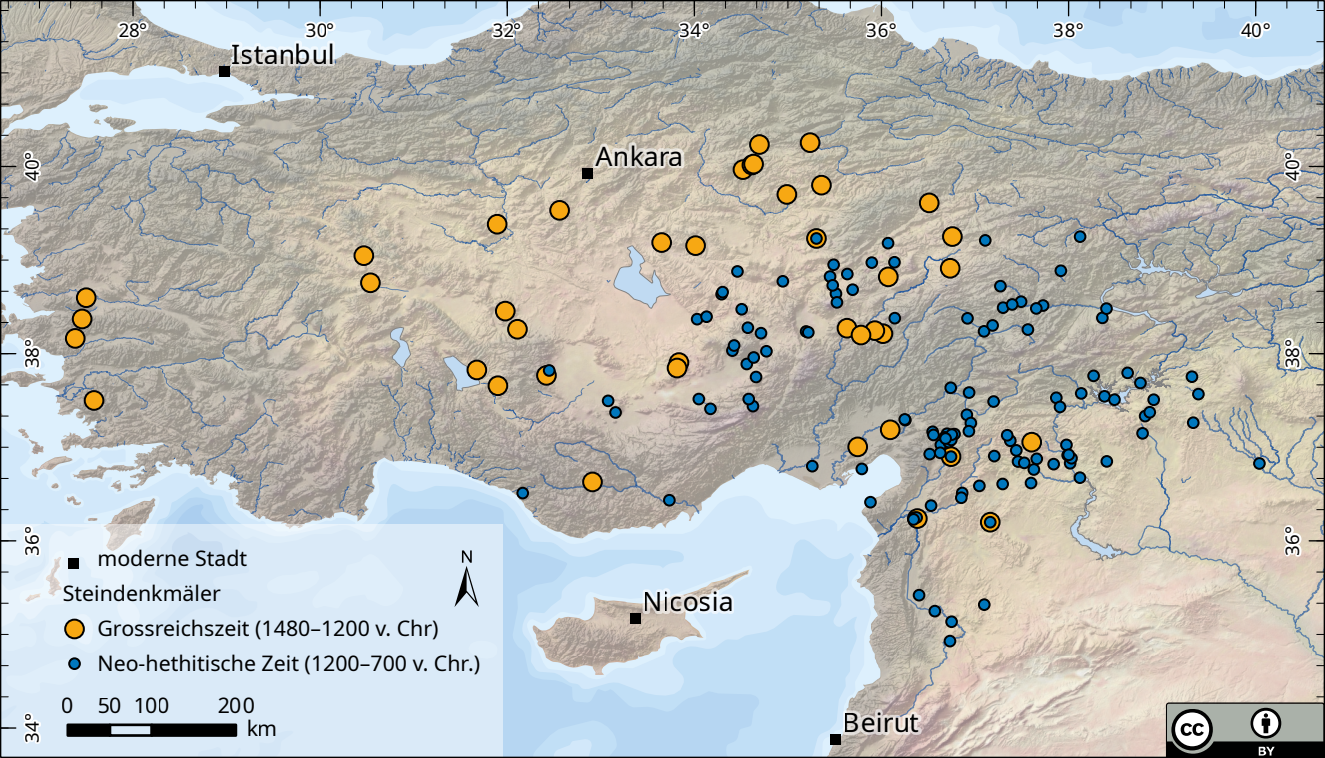 28° 30° 32° 34° 36° 38° 40°
Istanbul
Ankara
40° 40°
38° 38°
36° 36°
moderne Stadt
N
Steindenkmäler
Nicosia
Grossreichszeit (1480–1200 v. Chr)
Neo-hethitische Zeit (1200–700 v. Chr.)
0 50 100 200
km
34°
Beirut
cc
BY